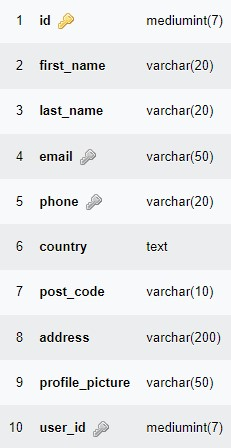 1 id mediumint(7)
2 first_name varchar(20)
3 last_name varchar(20)
4 email varchar(50)
5 phone varchar(20)
6 country text
7 post_code varchar(10)
8 address varchar(200)
9 profile_picture varchar(50)
10 user_id mediumint(7)